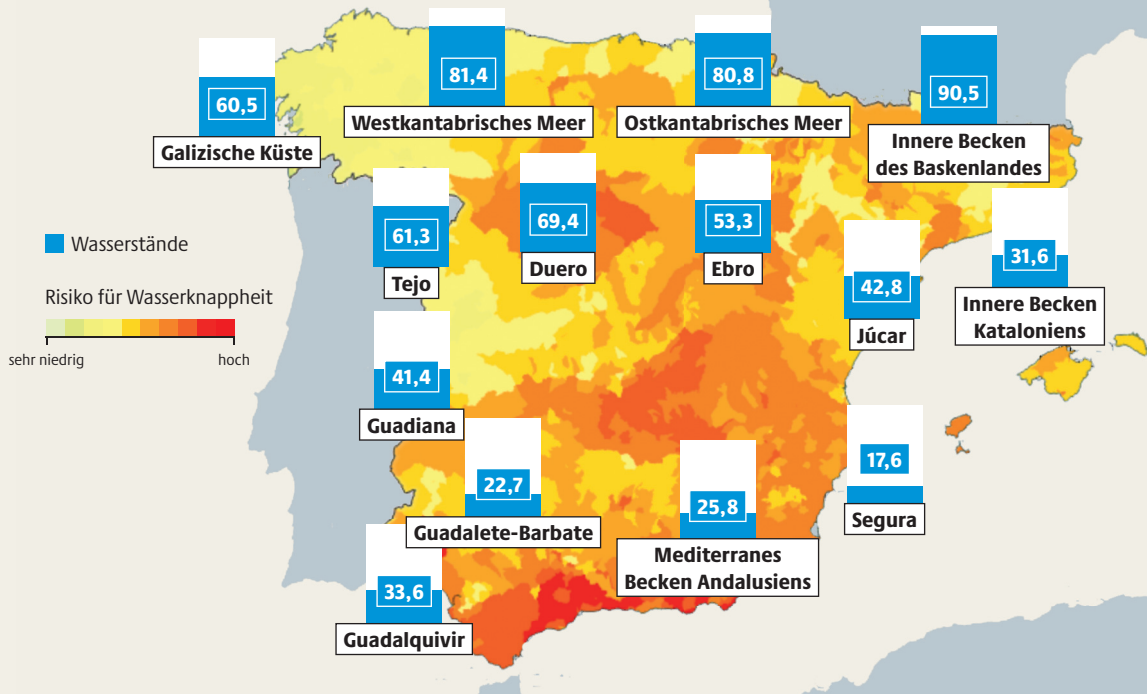 81,4
Westkantabrisches Meer
80,8
Ostkantabrisches Meer
90,5
Innere Becken
des Baskenlandes
60,5
Galizische Küste
61,3
Tejo
69,4
Duero
53,3
Ebro
42,8
Júcar
31,6
Innere Becken
Kataloniens
Wasserstände
Risiko für Wasserknappheit
sehr niedrig
hoch
41,4
Guadiana
22,7
Guadalete-Barbate
25,8
Mediterranes
Becken Andalusiens
17,6
Segura
33,6
Guadalquivir